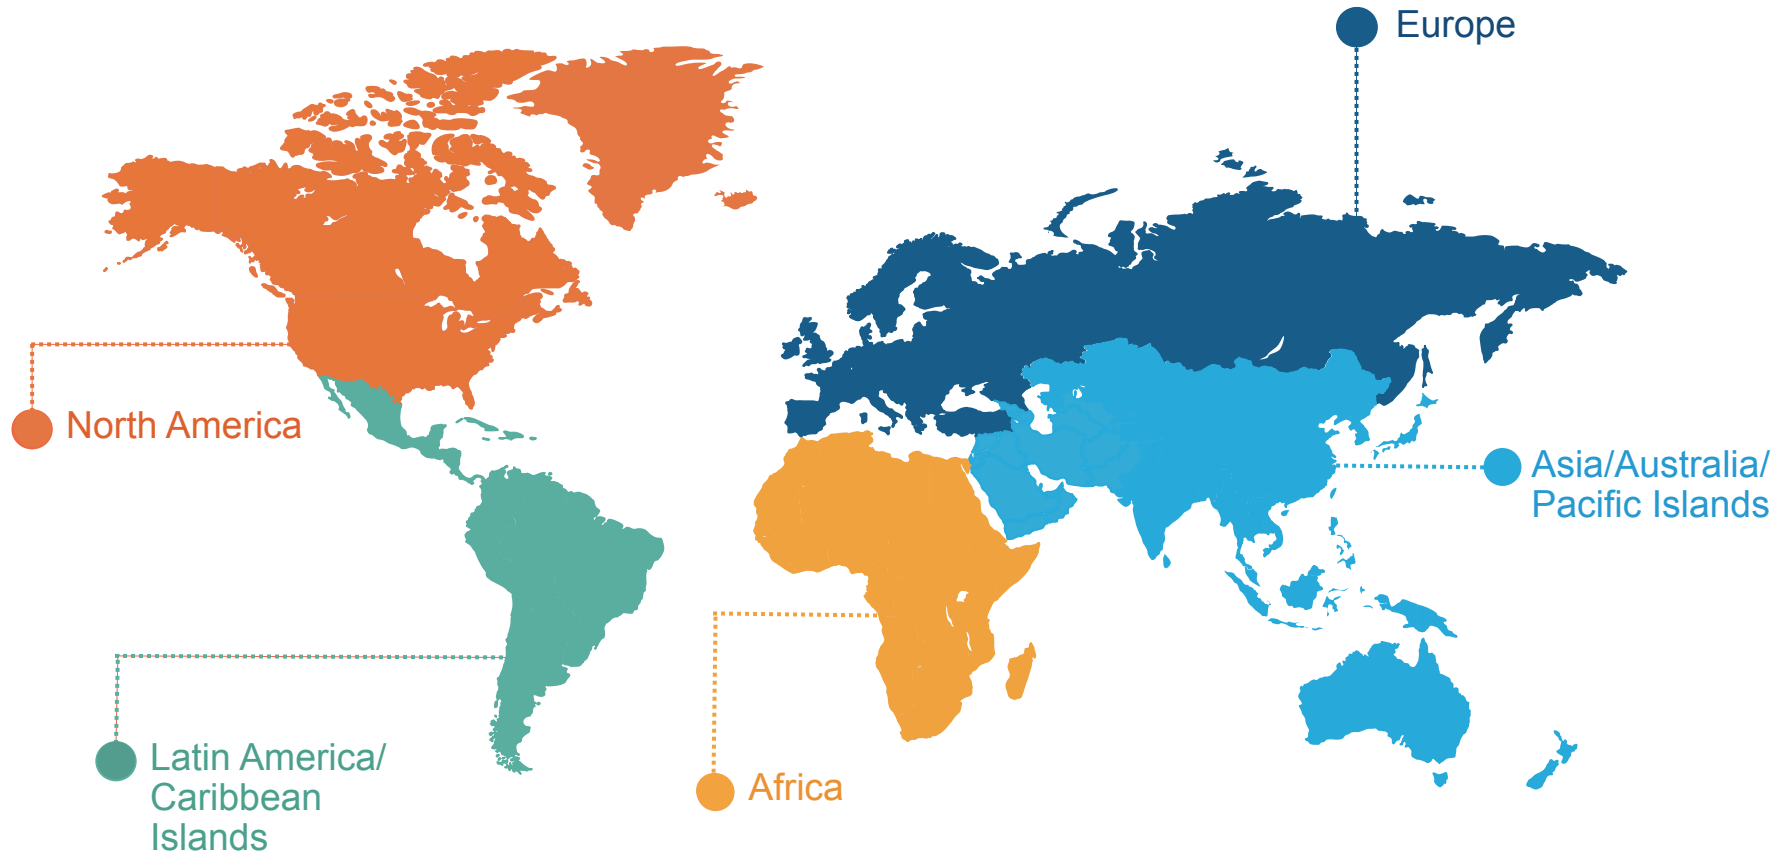 Europe
North America
Asia/Australia/
Pacific Islands
Latin America/
Caribbean
Islands
Africa